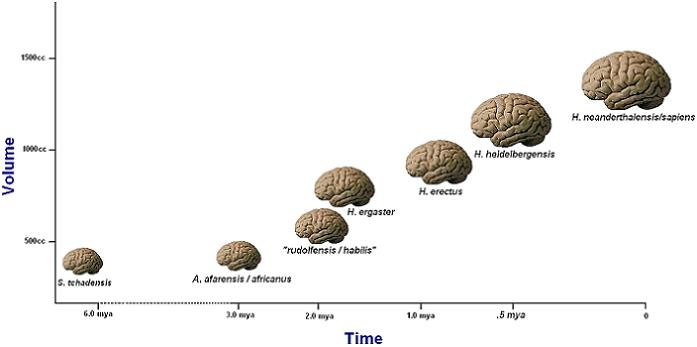 1500cc
H. neanderthalensis/sapiens
H. heidelbergensis
1000cc
H. erectus
H. ergaster
"rudolfensis / habilis"
500cc
S. tchadensis
A. afarensis / africanus
Volume
6.0 mya
3.0 mya
2.0 mya
1.0 mya
.5 mya
0
Time